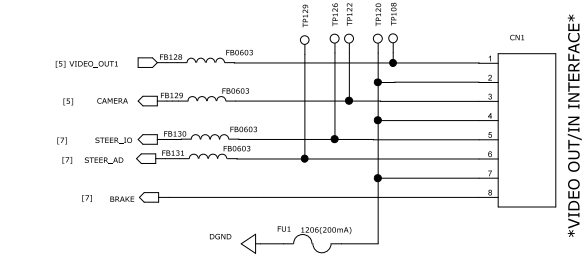 TP129
TP126
TP122
TP120
TP108
CN1
[5] VIDEO_OUT1
FB128
FB0603
1
2
[5] CAMERA
FB129
FB0603
3
4
[7] STEER_IO
FB130
FB0603
5
[7] STEER_AD
FB131
FB0603
6
7
[7] BRAKE
8
DGND
FU1 1206(200mA)
*VIDEO OUT/IN INTERFACE*